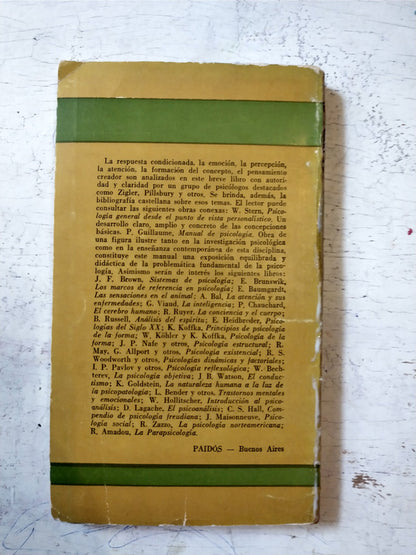 La respuesta condicionada, la emoción, la percepción,
la atención, la formación del concepto, el pensamiento
creador son analizados en este breve libro con autori-
dad y claridad por un grupo de psicólogos destacados
como Zigler, Pillsbury y otros. Se brinda, además, la
bibliografía castellana sobre esos temas. El lector puede
consultar las siguientes obras conexas: W. Stern, Psico-
logía general desde el punto de vista personalístico. Un
desarrollo claro, amplio y concreto de las concepciones
básicas. P. Guillaume, Manual de psicología. Obra de
una figura ilustre tanto en la investigación psicológica
como en la enseñanza contemporánea de esta disciplina,
constituye este manual una exposición equilibrada y
didáctica de la problemática fundamental de la psico-
logía. Asimismo serán de interés los siguientes libros:
J. F. Brown, Sistemas de psicología; E. Brunswik,
Los marcos de referencia en psicología; E. Baumgardt,
Las sensaciones en el animal; A. Bal, La atención y sus
enfermedades; G. Viaud, La inteligencia; P. Chauchard,
El cerebro humano; R. Ruyer, La conciencia y el cuerpo;
B. Russell, Análisis del espíritu; E. Heidbreder, Psico-
logías del Siglo XX; K. Koffka, Principios de psicología
de la forma; W. Köhler y K. Koffka, Psicología de la
forma; J. P. Nafe y otros, Psicología estructural; R.
May, G. Allport y otros, Psicología existencial; R. S.
Woodworth y otros, Psicologías dinámicas y factoriales;
I. P. Pavlov y otros, Psicología reflexológica; W. Bech-
terev, La psicología objetiva; J. B. Watson, El conduc-
tismo; K. Goldstein, La naturaleza humana a la luz de
la psicopatología; L. Bender y otros, Trastornos mentales
y emocionales; W. Hollitscher, Introducción al psico-
análisis; D. Lagache, El psicoanálisis; C. S. Hall, Com-
pendio de psicología freudiana; J. Maisonneuve, Psico-
logía social; R. Zazzo, La psicología norteamericana;
R. Amadou, La Parapsicología.
PAIDÓS — Buenos Aires